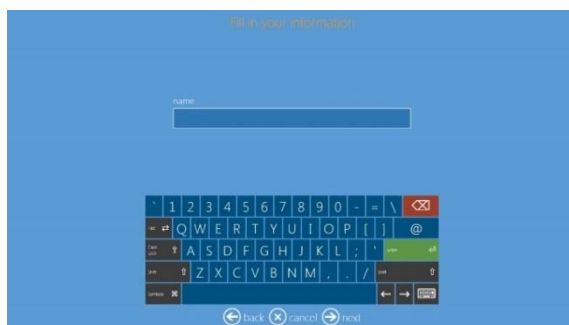 Fill in your information
name
` 1 2 3 4 5 6 7 8 9 0 - = \
Q W E R T Y U I O P [ ] @
A S D F G H J K L ; '
Z X C V B N M , . /
back cancel next